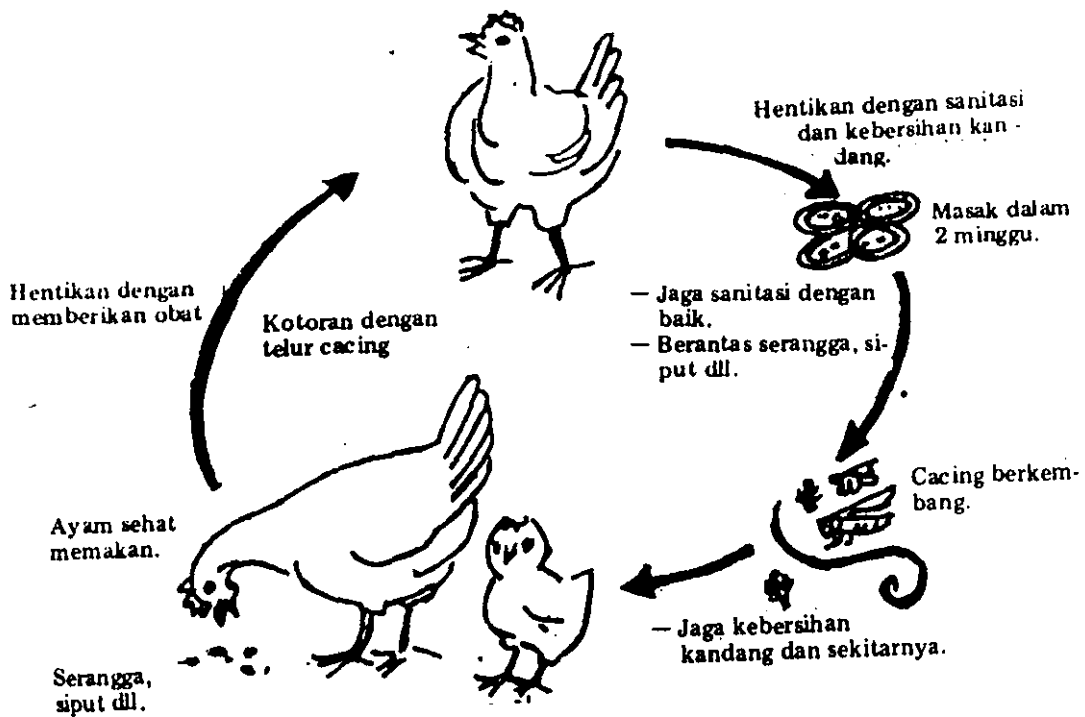 Hentikan dengan sanitasi
dan kebersihan kan -
dang.
Masak dalam
2 minggu.
Hentikan dengan
memberikan obat
Kotoran dengan
telur cacing
— Jaga sanitasi dengan
baik.
— Berantas serangga, si-
put dll.
Cacing berkem-
bang.
Ayam sehat
memakan.
— Jaga kebersihan
kandang dan sekitarnya.
Serangga,
siput dll.